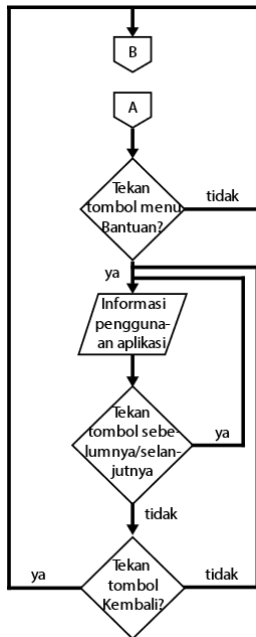 B
A
Tekan
tombol menu
Bantuan?
tidak
ya
Informasi
pengguna-
an aplikasi
Tekan
tombol sebe-
lumnya/selan-
jutnya
ya
tidak
Tekan
tombol
Kembali?
ya
tidak